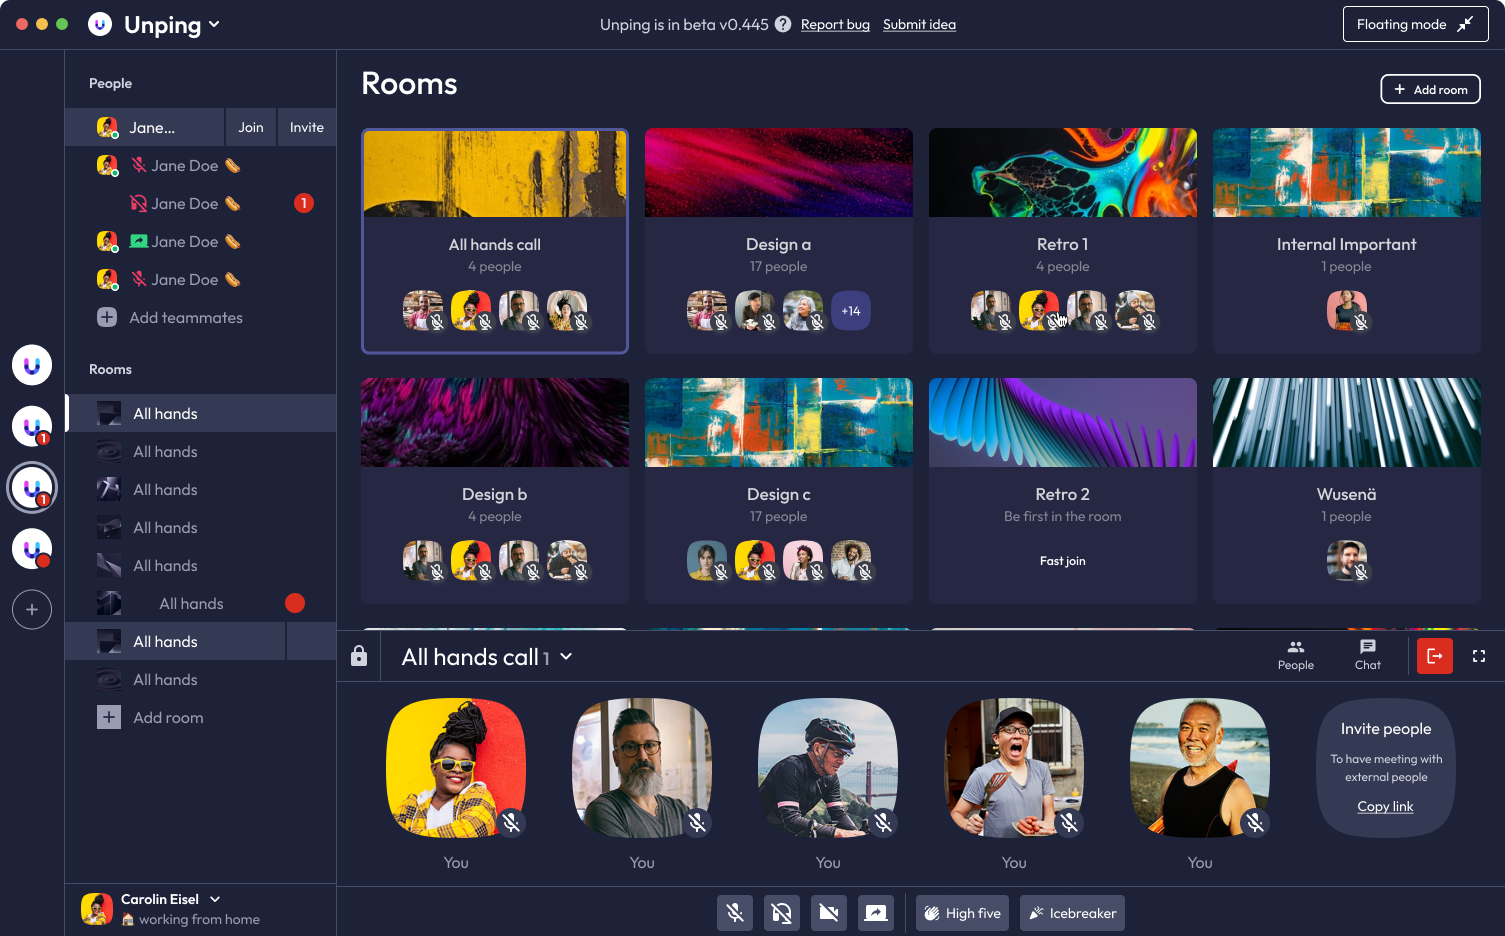 Unping
Unping is in beta v0.445 ? Report bug Submit idea
Floating mode
People
Jane... Join Invite
Jane Doe
Jane Doe 1
Jane Doe
Jane Doe
Add teammates
Rooms
All hands
All hands
All hands
All hands
All hands
All hands
All hands
All hands
Add room
1
1
Carolin Eisel
working from home
Rooms
Add room
All hands call
4 people
Design a
17 people
+14
Retro 1
4 people
Internal Important
1 people
Design b
4 people
Design c
17 people
Retro 2
Be first in the room
Fast join
Wusenä
1 people
All hands call 1
People
Chat
You
You
You
You
You
Invite people
To have meeting with
external people
Copy link
High five
Icebreaker